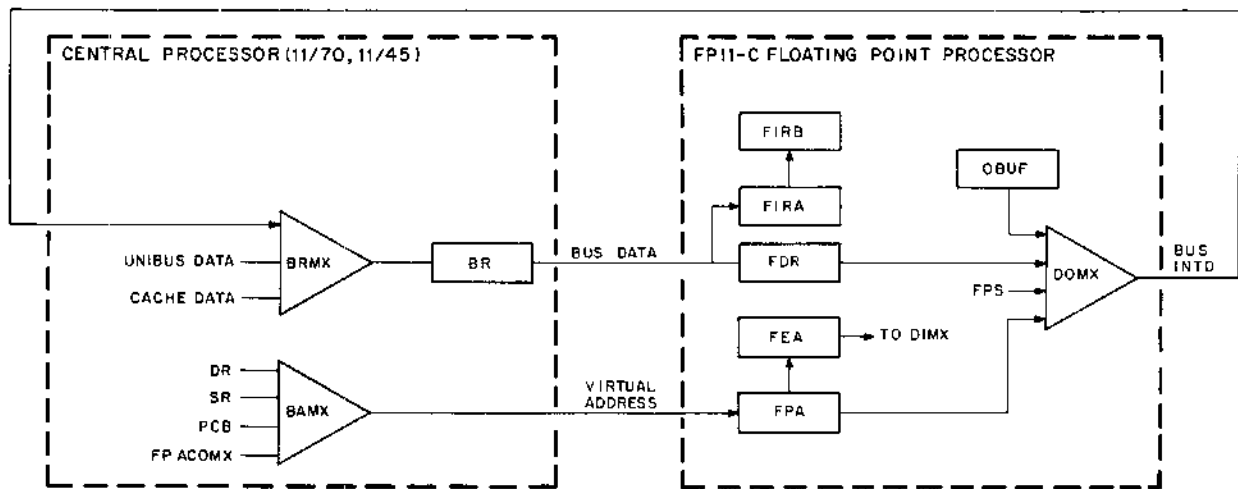 CENTRAL PROCESSOR (11/70, 11/45)
FP11-C FLOATING POINT PROCESSOR
FIRB
OBUF
FIRA
UNIBUS DATA
BRMX
BR
BUS DATA
FDR
DOMX
BUS
INTD
CACHE DATA
FPS
FEA
TO DIMX
DR
SR
BAMX
VIRTUAL
ADDRESS
FPA
PCB
FP ACOMX